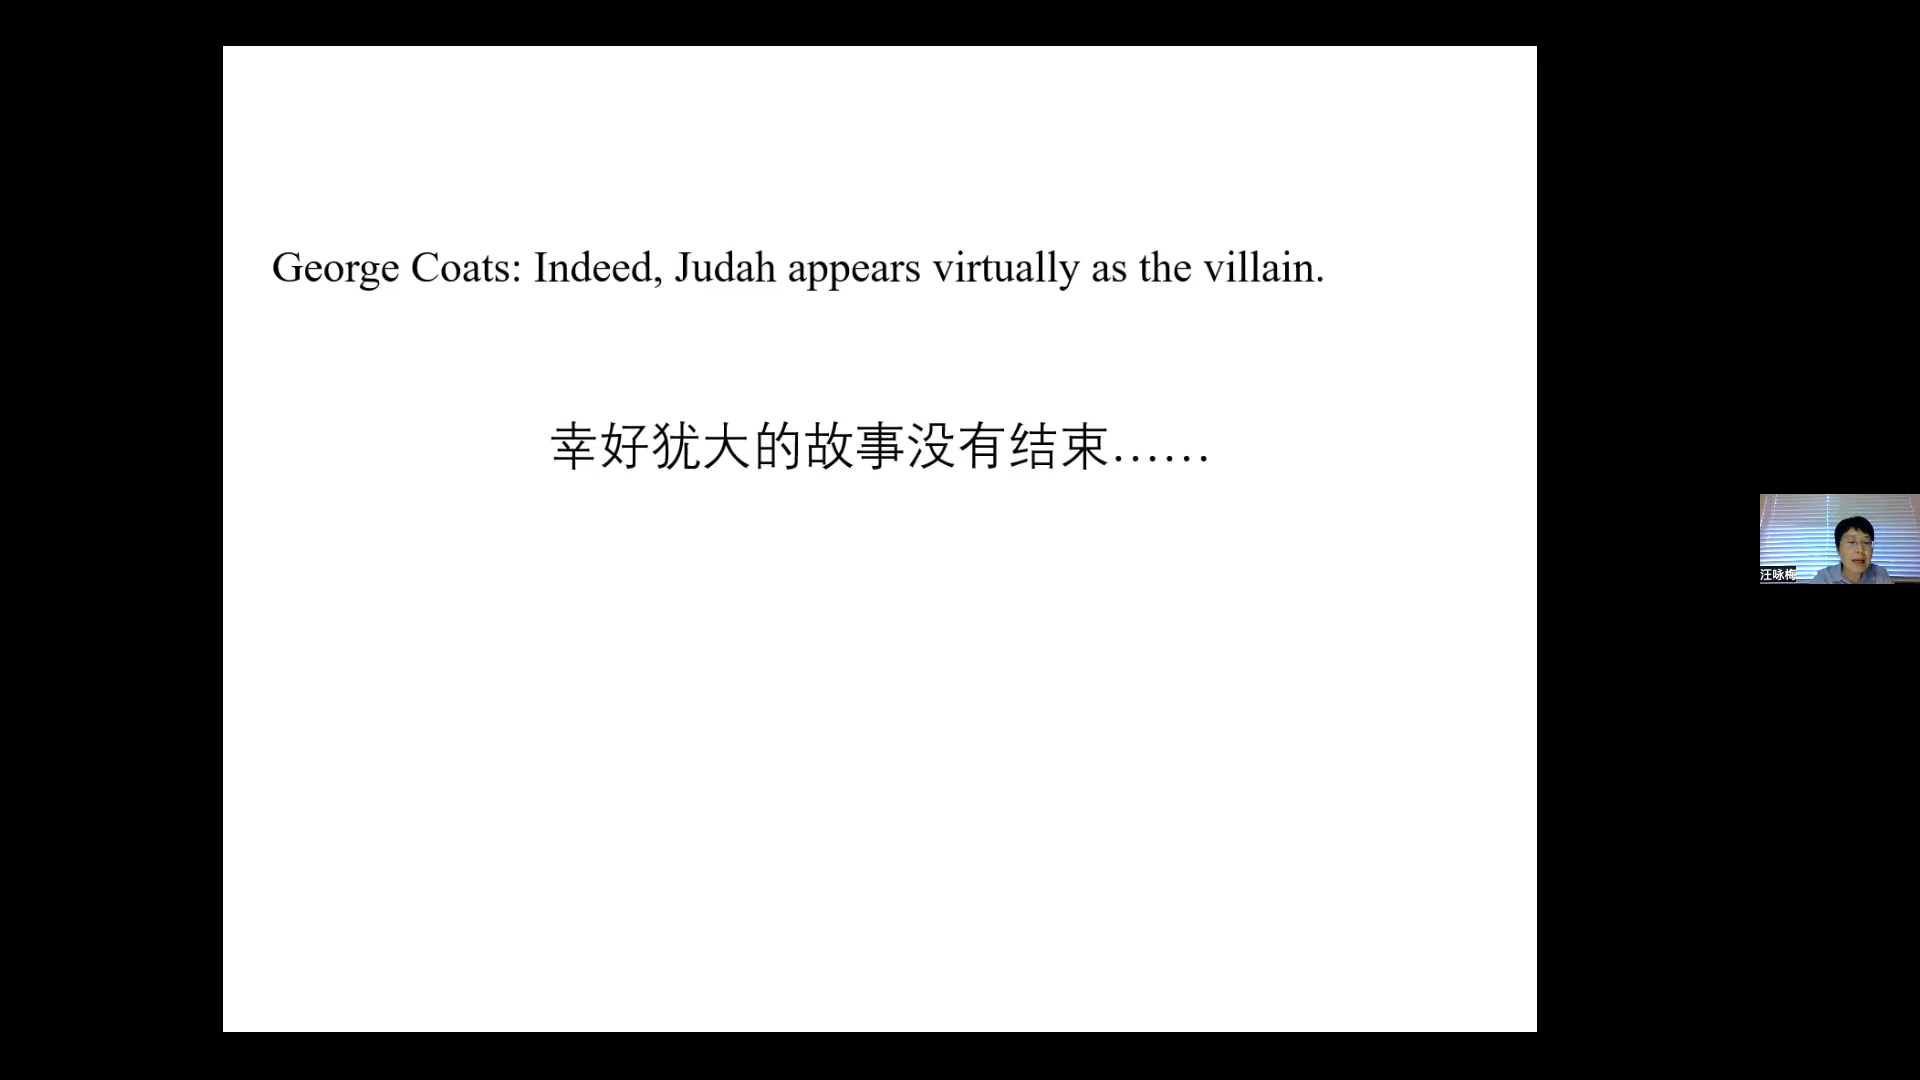 George Coats: Indeed, Judah appears virtually as the villain.
幸好犹大的故事没有结束……
汪咏梅